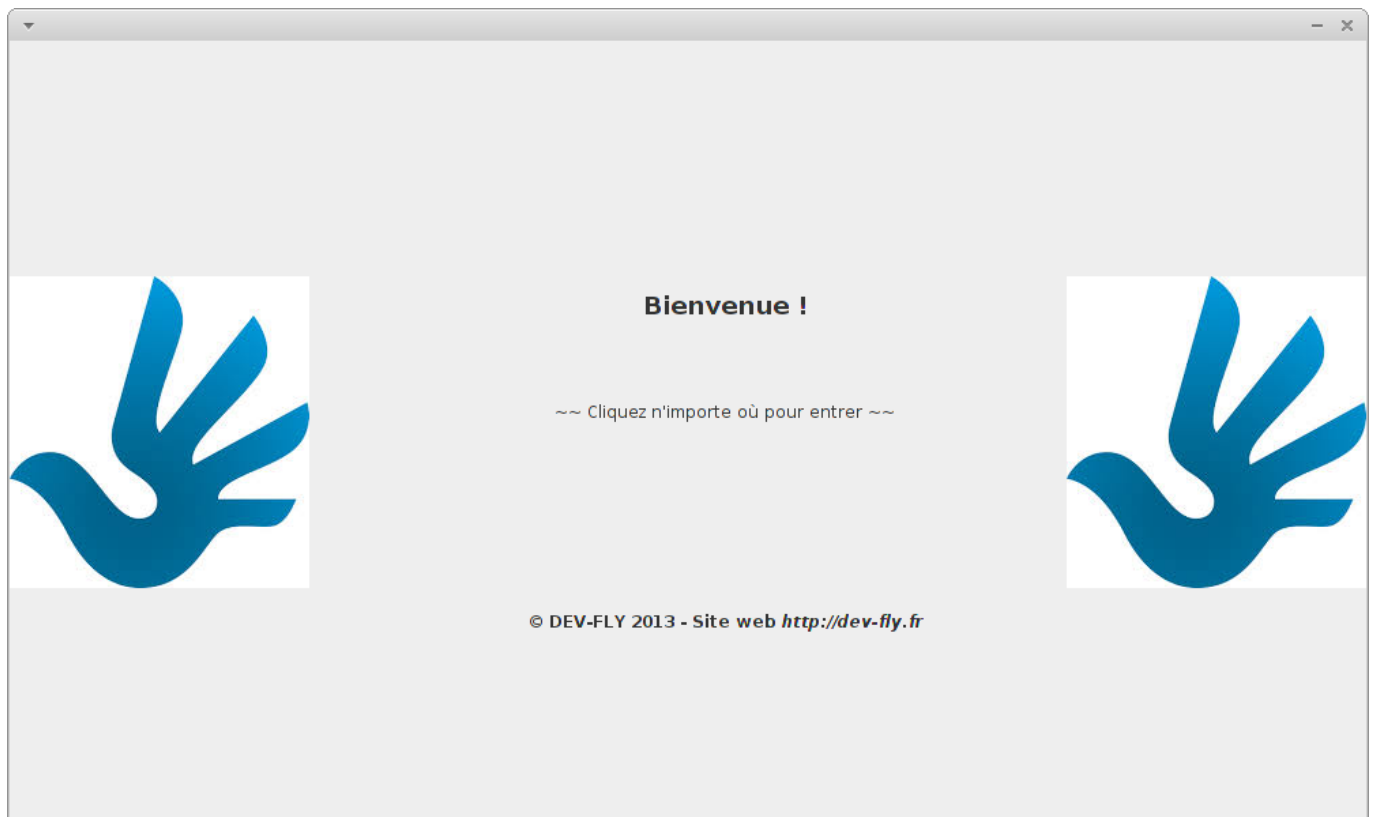 Bienvenue !
~~ Cliquez n'importe où pour entrer ~~
© DEV-FLY 2013 - Site web http://dev-fly.fr